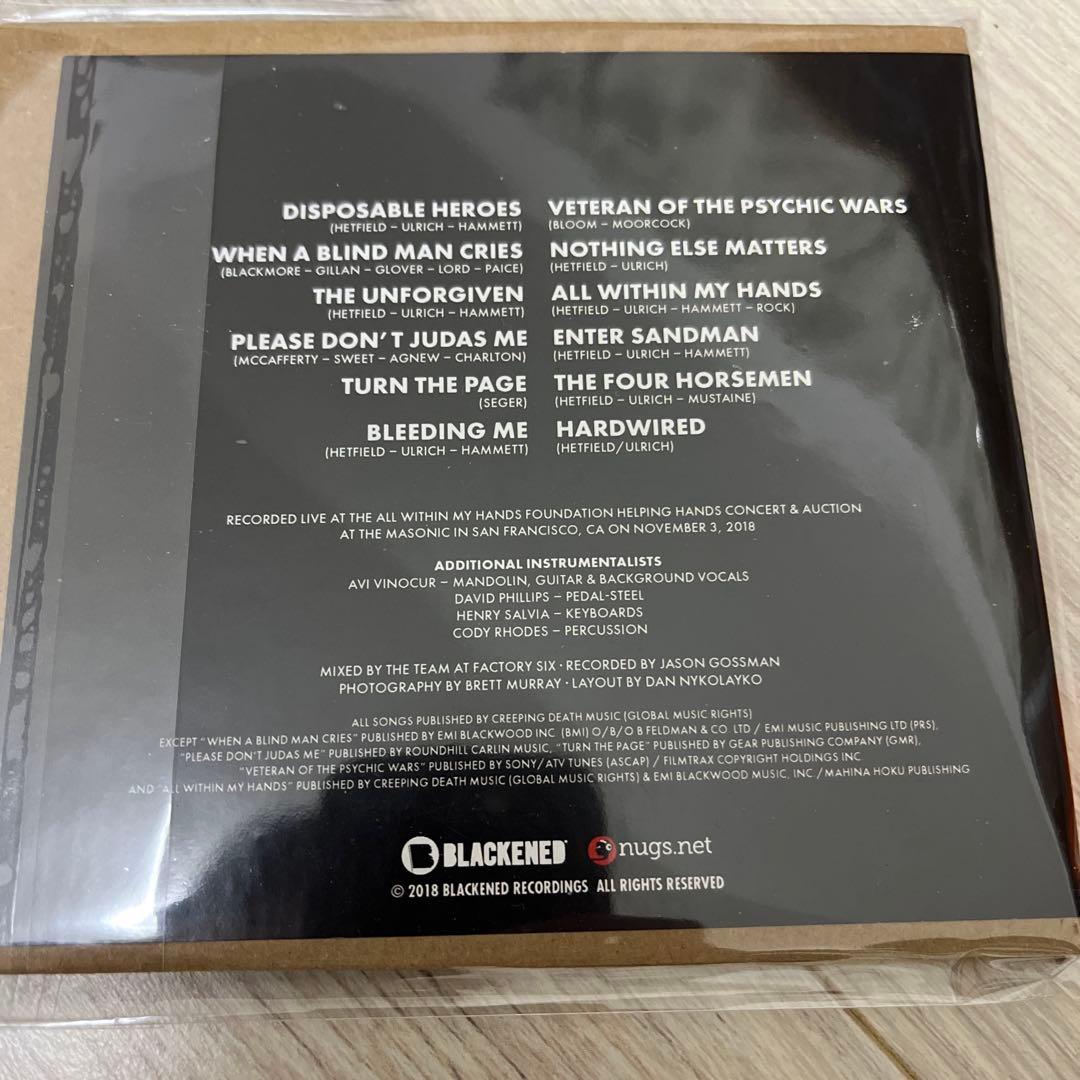 DISPOSABLE HEROES
(HETFIELD – ULRICH – HAMMETT)
WHEN A BLIND MAN CRIES
(BLACKMORE – GILLAN – GLOVER – LORD – PAICE)
THE UNFORGIVEN
(HETFIELD – ULRICH – HAMMETT)
PLEASE DON'T JUDAS ME
(MCCAFFERTY – SWEET – AGNEW – CHARLTON)
TURN THE PAGE
(SEGER)
BLEEDING ME
(HETFIELD – ULRICH – HAMMETT)
VETERAN OF THE PSYCHIC WARS
(BLOOM – MOORCOCK)
NOTHING ELSE MATTERS
(HETFIELD – ULRICH)
ALL WITHIN MY HANDS
(HETFIELD – ULRICH – HAMMETT – ROCK)
ENTER SANDMAN
(HETFIELD – ULRICH – HAMMETT)
THE FOUR HORSEMEN
(HETFIELD – ULRICH – MUSTAINE)
HARDWIRED
(HETFIELD/ULRICH)
RECORDED LIVE AT THE ALL WITHIN MY HANDS FOUNDATION HELPING HANDS CONCERT & AUCTION
AT THE MASONIC IN SAN FRANCISCO, CA ON NOVEMBER 3, 2018
ADDITIONAL INSTRUMENTALISTS
AVI VINOCUR – MANDOLIN, GUITAR & BACKGROUND VOCALS
DAVID PHILLIPS – PEDAL-STEEL
HENRY SALVIA – KEYBOARDS
CODY RHODES – PERCUSSION
MIXED BY THE TEAM AT FACTORY SIX · RECORDED BY JASON GOSSMAN
PHOTOGRAPHY BY BRETT MURRAY · LAYOUT BY DAN NYKOLAYKO
ALL SONGS PUBLISHED BY CREEPING DEATH MUSIC (GLOBAL MUSIC RIGHTS)
EXCEPT "WHEN A BLIND MAN CRIES" PUBLISHED BY EMI BLACKWOOD INC (BMI) O/B/O B FELDMAN & CO. LTD / EMI MUSIC PUBLISHING LTD (PRS),
"PLEASE DON'T JUDAS ME" PUBLISHED BY ROUNDHILL CARLIN MUSIC, "TURN THE PAGE" PUBLISHED BY GEAR PUBLISHING COMPANY (GMR),
"VETERAN OF THE PSYCHIC WARS" PUBLISHED BY SONY/ATV TUNES (ASCAP) / FILMTRAX COPYRIGHT HOLDINGS INC
AND "ALL WITHIN MY HANDS" PUBLISHED BY CREEPING DEATH MUSIC (GLOBAL MUSIC RIGHTS) & EMI BLACKWOOD MUSIC, INC./MAHINA HOKU PUBLISHING
BLACKENED nugs.net
© 2018 BLACKENED RECORDINGS ALL RIGHTS RESERVED